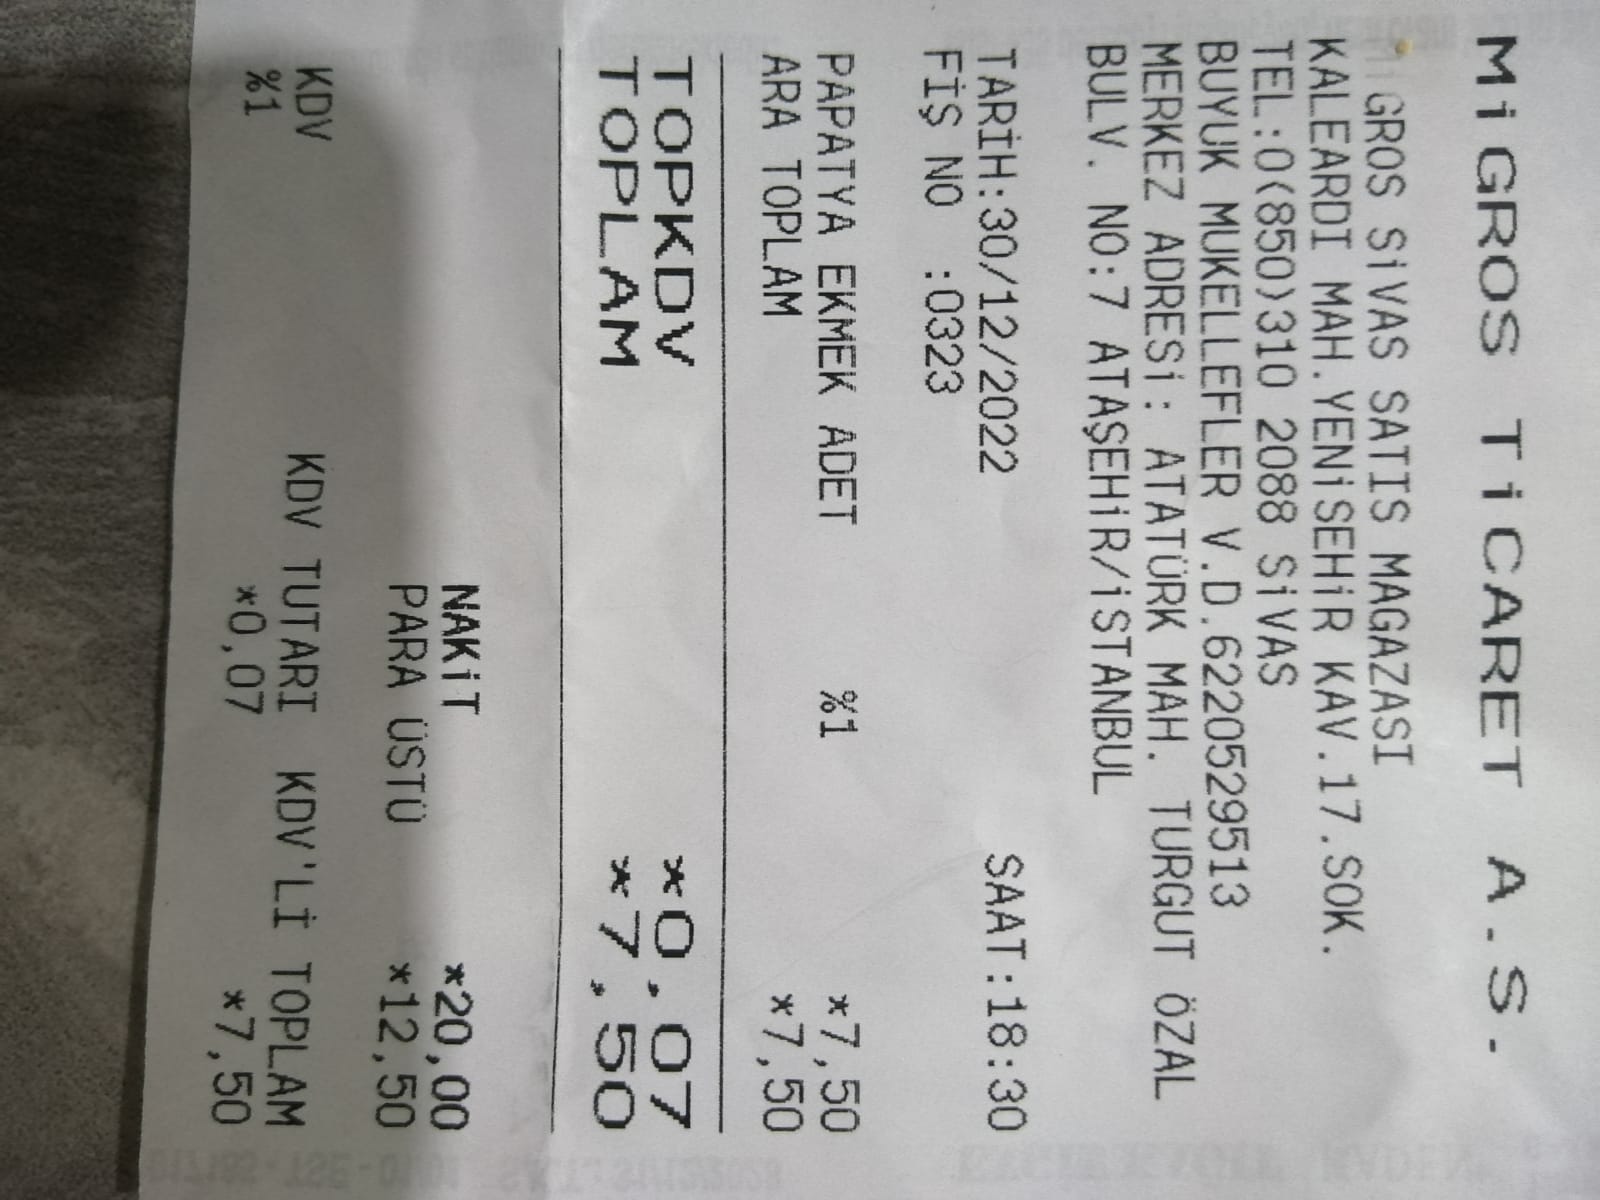 MiGROS TiCARET A.S.
MiGROS SiVAS SATIS MAGAZASI
KALEARDI MAH.YENiSEHiR KAV.17.SOK.
TEL:0(850)310 2088 SiVAS
BUYUK MUKELLEFLER V.D.6220529513
MERKEZ ADRESi: ATATÜRK MAH. TURGUT ÖZAL
BULV. NO:7 ATAŞEHiR/iSTANBUL
TARİH:30/12/2022 SAAT:18:30
FİŞ NO :0323
PAPATYA EKMEK ADET %1 *7,50
ARA TOPLAM *7,50
TOPKDV *0,07
TOPLAM *7,50
NAKiT *20,00
PARA ÜSTÜ *12,50
KDV KDV TUTARI KDV'Lİ TOPLAM
%1 *0,07 *7,50